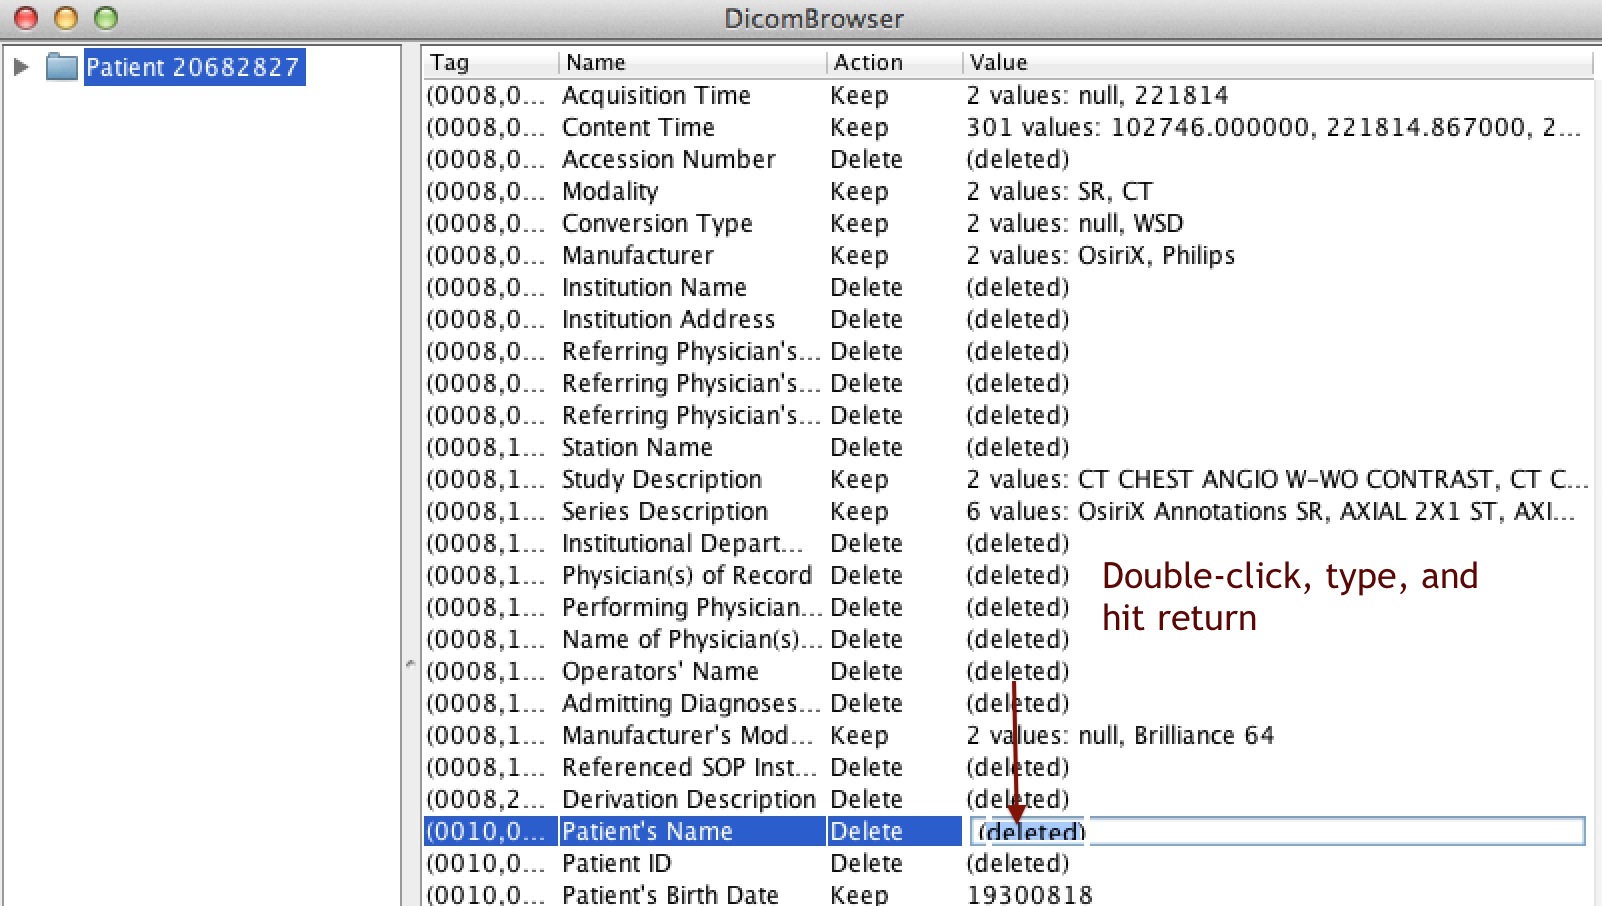 DicomBrowser
Patient 20682827
Tag Name Action Value
(0008,0... Acquisition Time Keep 2 values: null, 221814
(0008,0... Content Time Keep 301 values: 102746.000000, 221814.867000, 2...
(0008,0... Accession Number Delete (deleted)
(0008,0... Modality Keep 2 values: SR, CT
(0008,0... Conversion Type Keep 2 values: null, WSD
(0008,0... Manufacturer Keep 2 values: OsiriX, Philips
(0008,0... Institution Name Delete (deleted)
(0008,0... Institution Address Delete (deleted)
(0008,0... Referring Physician's... Delete (deleted)
(0008,0... Referring Physician's... Delete (deleted)
(0008,0... Referring Physician's... Delete (deleted)
(0008,1... Station Name Delete (deleted)
(0008,1... Study Description Keep 2 values: CT CHEST ANGIO W-WO CONTRAST, CT C...
(0008,1... Series Description Keep 6 values: OsiriX Annotations SR, AXIAL 2X1 ST, AXI...
(0008,1... Institutional Depart... Delete (deleted)
(0008,1... Physician(s) of Record Delete (deleted)
(0008,1... Performing Physician... Delete (deleted)
(0008,1... Name of Physician(s)... Delete (deleted)
(0008,1... Operators' Name Delete (deleted)
(0008,1... Admitting Diagnoses... Delete (deleted)
(0008,1... Manufacturer's Mod... Keep 2 values: null, Brilliance 64
(0008,1... Referenced SOP Inst... Delete (deleted)
(0008,2... Derivation Description Delete (deleted)
(0010,0... Patient's Name Delete (deleted)
(0010,0... Patient ID Delete (deleted)
(0010,0... Patient's Birth Date Keep 19300818
Double-click, type, and
hit return